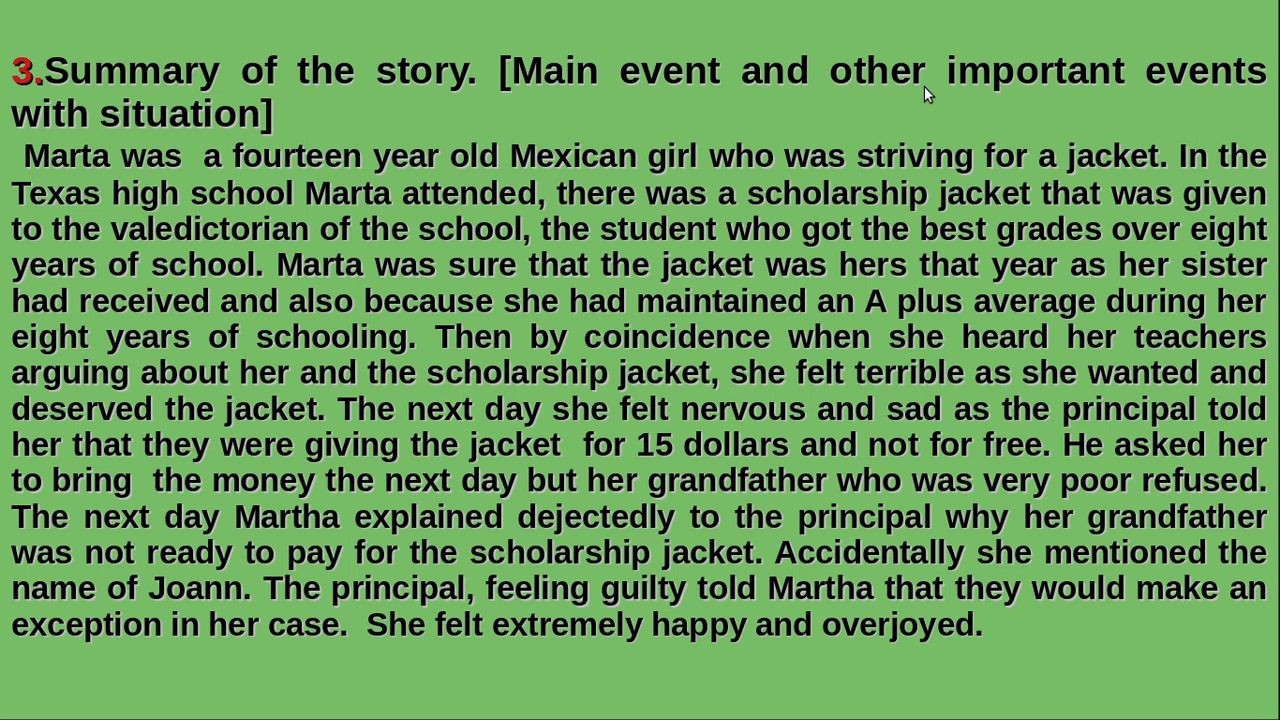 3.Summary of the story. [Main event and other important events
with situation]
Marta was a fourteen year old Mexican girl who was striving for a jacket. In the
Texas high school Marta attended, there was a scholarship jacket that was given
to the valedictorian of the school, the student who got the best grades over eight
years of school. Marta was sure that the jacket was hers that year as her sister
had received and also because she had maintained an A plus average during her
eight years of schooling. Then by coincidence when she heard her teachers
arguing about her and the scholarship jacket, she felt terrible as she wanted and
deserved the jacket. The next day she felt nervous and sad as the principal told
her that they were giving the jacket for 15 dollars and not for free. He asked her
to bring the money the next day but her grandfather who was very poor refused.
The next day Martha explained dejectedly to the principal why her grandfather
was not ready to pay for the scholarship jacket. Accidentally she mentioned the
name of Joann. The principal, feeling guilty told Martha that they would make an
exception in her case. She felt extremely happy and overjoyed.